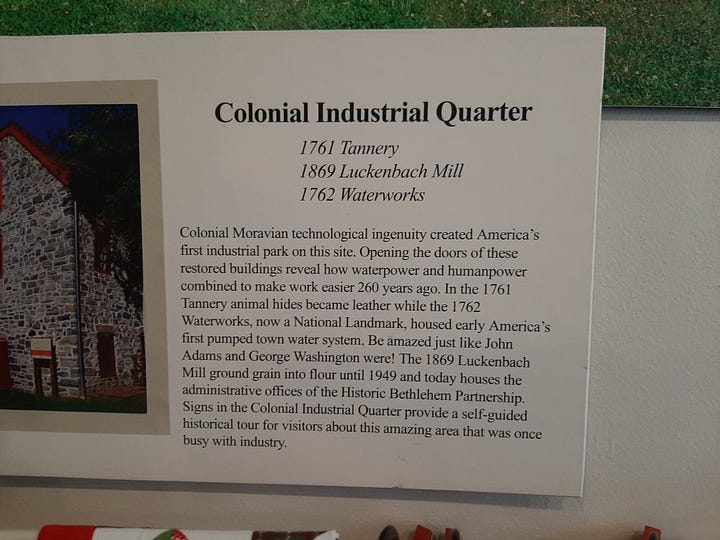 Colonial Industrial Quarter
1761 Tannery
1869 Luckenbach Mill
1762 Waterworks
Colonial Moravian technological ingenuity created America's
first industrial park on this site. Opening the doors of these
restored buildings reveal how waterpower and humanpower
combined to make work easier 260 years ago. In the 1761
Tannery animal hides became leather while the 1762
Waterworks, now a National Landmark, housed early America's
first pumped town water system. Be amazed just like John
Adams and George Washington were! The 1869 Luckenbach
Mill ground grain into flour until 1949 and today houses the
administrative offices of the Historic Bethlehem Partnership.
Signs in the Colonial Industrial Quarter provide a self-guided
historical tour for visitors about this amazing area that was once
busy with industry.